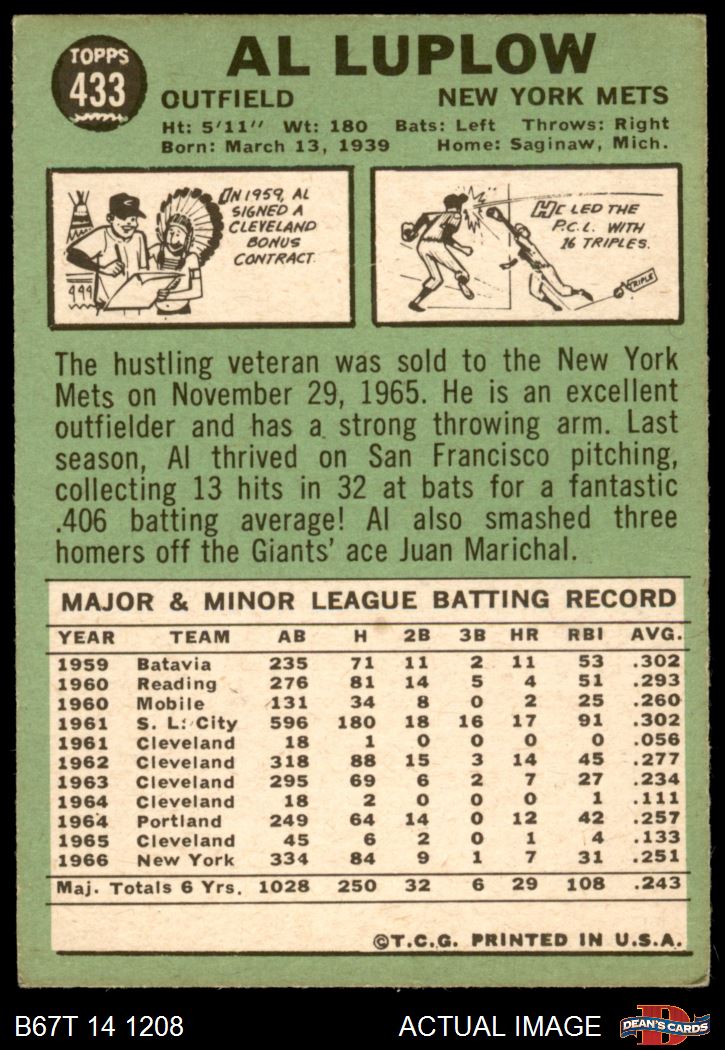 TOPPS
433
AL LUPLOW
OUTFIELD NEW YORK METS
Ht: 5'11" Wt: 180 Bats: Left Throws: Right
Born: March 13, 1939 Home: Saginaw, Mich.
IN 1959, AL
SIGNED A
CLEVELAND
BONUS
CONTRACT.
HE LED THE
P.C.L. WITH
16 TRIPLES.
TRIPLE
The hustling veteran was sold to the New York
Mets on November 29, 1965. He is an excellent
outfielder and has a strong throwing arm. Last
season, Al thrived on San Francisco pitching,
collecting 13 hits in 32 at bats for a fantastic
.406 batting average! Al also smashed three
homers off the Giants' ace Juan Marichal.
MAJOR & MINOR LEAGUE BATTING RECORD
YEAR TEAM AB H 2B 3B HR RBI AVG.
1959 Batavia 235 71 11 2 11 53 .302
1960 Reading 276 81 14 5 4 51 .293
1960 Mobile 131 34 8 0 2 25 .260
1961 S. L. City 596 180 18 16 17 91 .302
1961 Cleveland 18 1 0 0 0 0 .056
1962 Cleveland 318 88 15 3 14 45 .277
1963 Cleveland 295 69 6 2 7 27 .234
1964 Cleveland 18 2 0 0 0 1 .111
1964 Portland 249 64 14 0 12 42 .257
1965 Cleveland 45 6 2 0 1 4 .133
1966 New York 334 84 9 1 7 31 .251
Maj. Totals 6 Yrs. 1028 250 32 6 29 108 .243
©T.C.G. PRINTED IN U.S.A.
B67T 14 1208 ACTUAL IMAGE DEAN'S CARDS